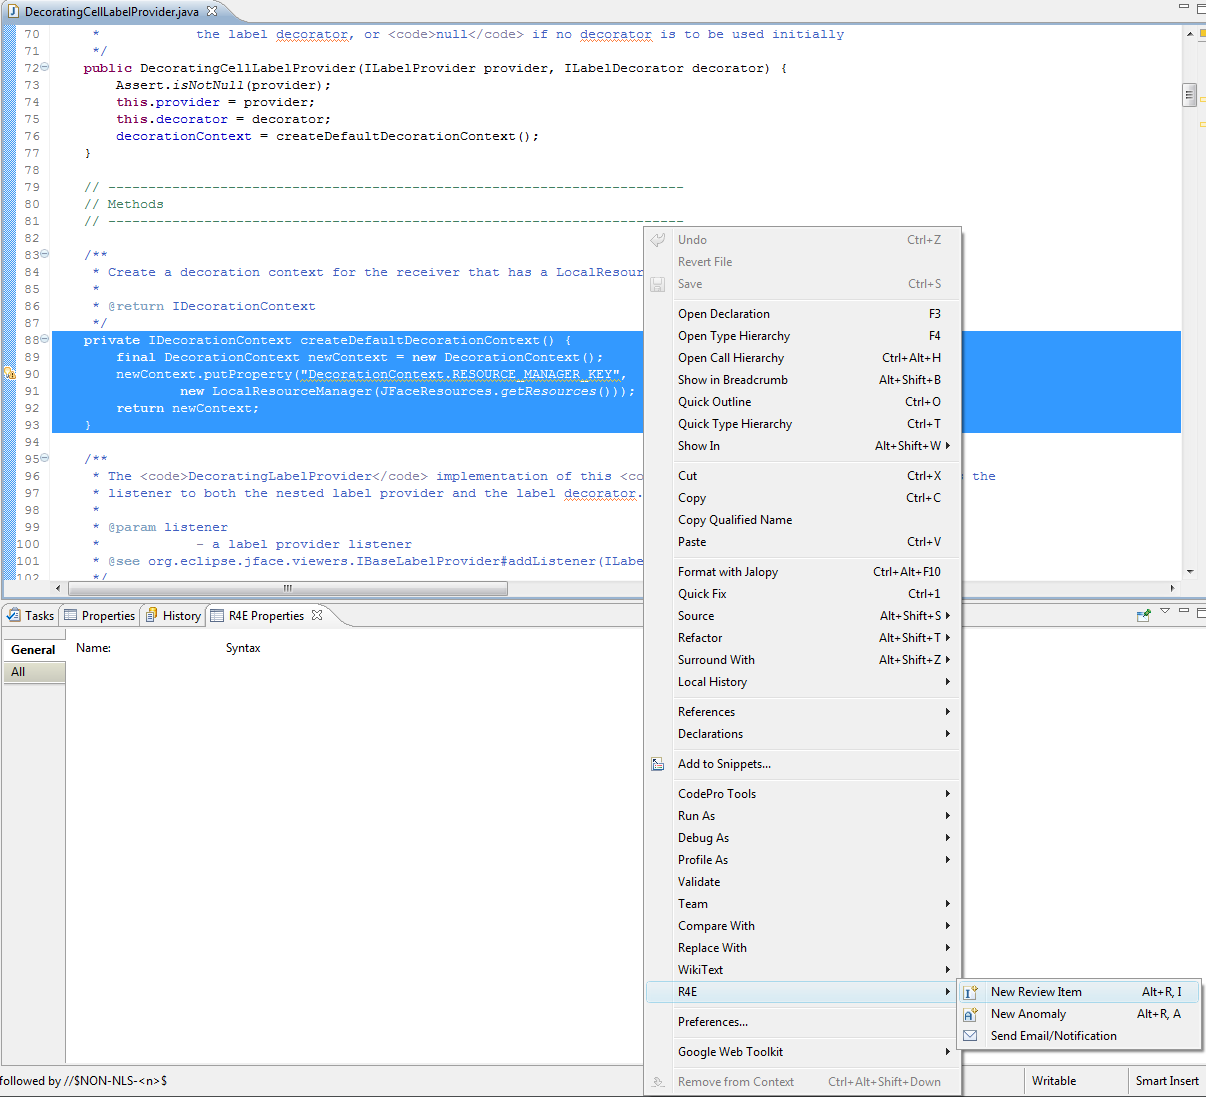 DecoratingCellLabelProvider.java
70 * the label decorator, or <code>null</code> if no decorator is to be used initially
71 */
72 public DecoratingCellLabelProvider(ILabelProvider provider, ILabelDecorator decorator) {
73 Assert.isNotNull(provider);
74 this.provider = provider;
75 this.decorator = decorator;
76 decorationContext = createDefaultDecorationContext();
77 }
78
79 // ------------------------------------------------------------------------
80 // Methods
81 // ------------------------------------------------------------------------
82
83 /**
84 * Create a decoration context for the receiver that has a LocalResour
85 *
86 * @return IDecorationContext
87 */
88 private IDecorationContext createDefaultDecorationContext() {
89 final DecorationContext newContext = new DecorationContext();
90 newContext.putProperty("DecorationContext.RESOURCE_MANAGER_KEY",
91 new LocalResourceManager(JFaceResources.getResources()));
92 return newContext;
93 }
94
95 /**
96 * The <code>DecoratingLabelProvider</code> implementation of this <co the
97 * listener to both the nested label provider and the label decorator.
98 *
99 * @param listener
100 * - a label provider listener
101 * @see org.eclipse.jface.viewers.IBaseLabelProvider#addListener(ILabe
102 */
Undo Ctrl+Z
Revert File
Save Ctrl+S
Open Declaration F3
Open Type Hierarchy F4
Open Call Hierarchy Ctrl+Alt+H
Show in Breadcrumb Alt+Shift+B
Quick Outline Ctrl+O
Quick Type Hierarchy Ctrl+T
Show In Alt+Shift+W
Cut Ctrl+X
Copy Ctrl+C
Copy Qualified Name
Paste Ctrl+V
Format with Jalopy Ctrl+Alt+F10
Quick Fix Ctrl+1
Source Alt+Shift+S
Refactor Alt+Shift+T
Surround With Alt+Shift+Z
Local History
References
Declarations
Add to Snippets...
CodePro Tools
Run As
Debug As
Profile As
Validate
Team
Compare With
Replace With
WikiText
R4E
Preferences...
Google Web Toolkit
Remove from Context Ctrl+Alt+Shift+Down
New Review Item Alt+R, I
New Anomaly Alt+R, A
Send Email/Notification
Tasks Properties History R4E Properties
General
All
Name: Syntax
followed by //$NON-NLS-<n>$
Writable
Smart Insert